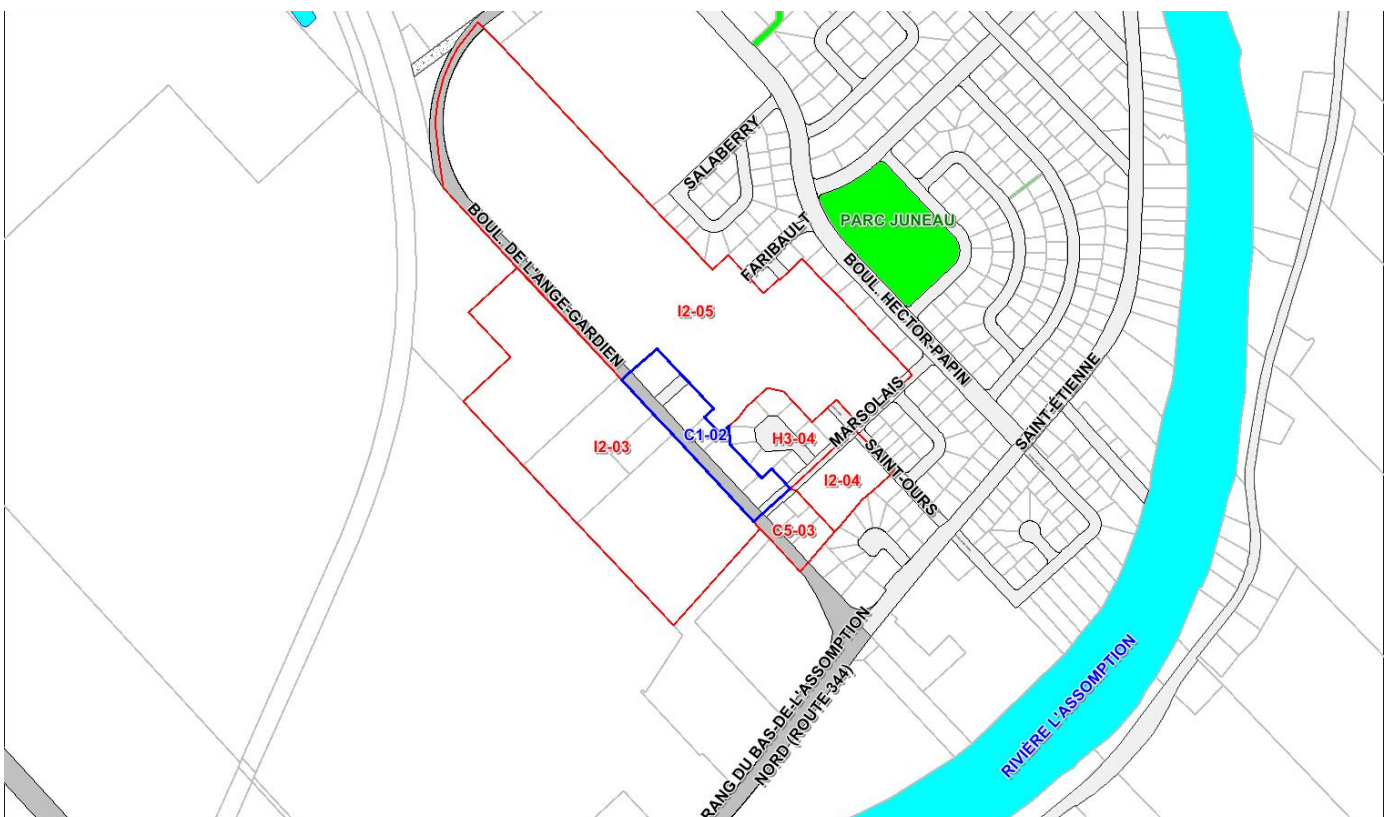 SALABERRY
PARC JUNEAU
FARIBAULT
BOUL. DE L'ANGE-GARDIEN
BOUL. HECTOR-PAPIN
I2-05
MARSOLAIS
SAINT-ÉTIENNE
C1-02
H3-04
I2-03
SAINT-OURS
I2-04
C5-03
RANG DU BAS-DE-L'ASSOMPTION
NORD (ROUTE-344)
RIVIÈRE L'ASSOMPTION